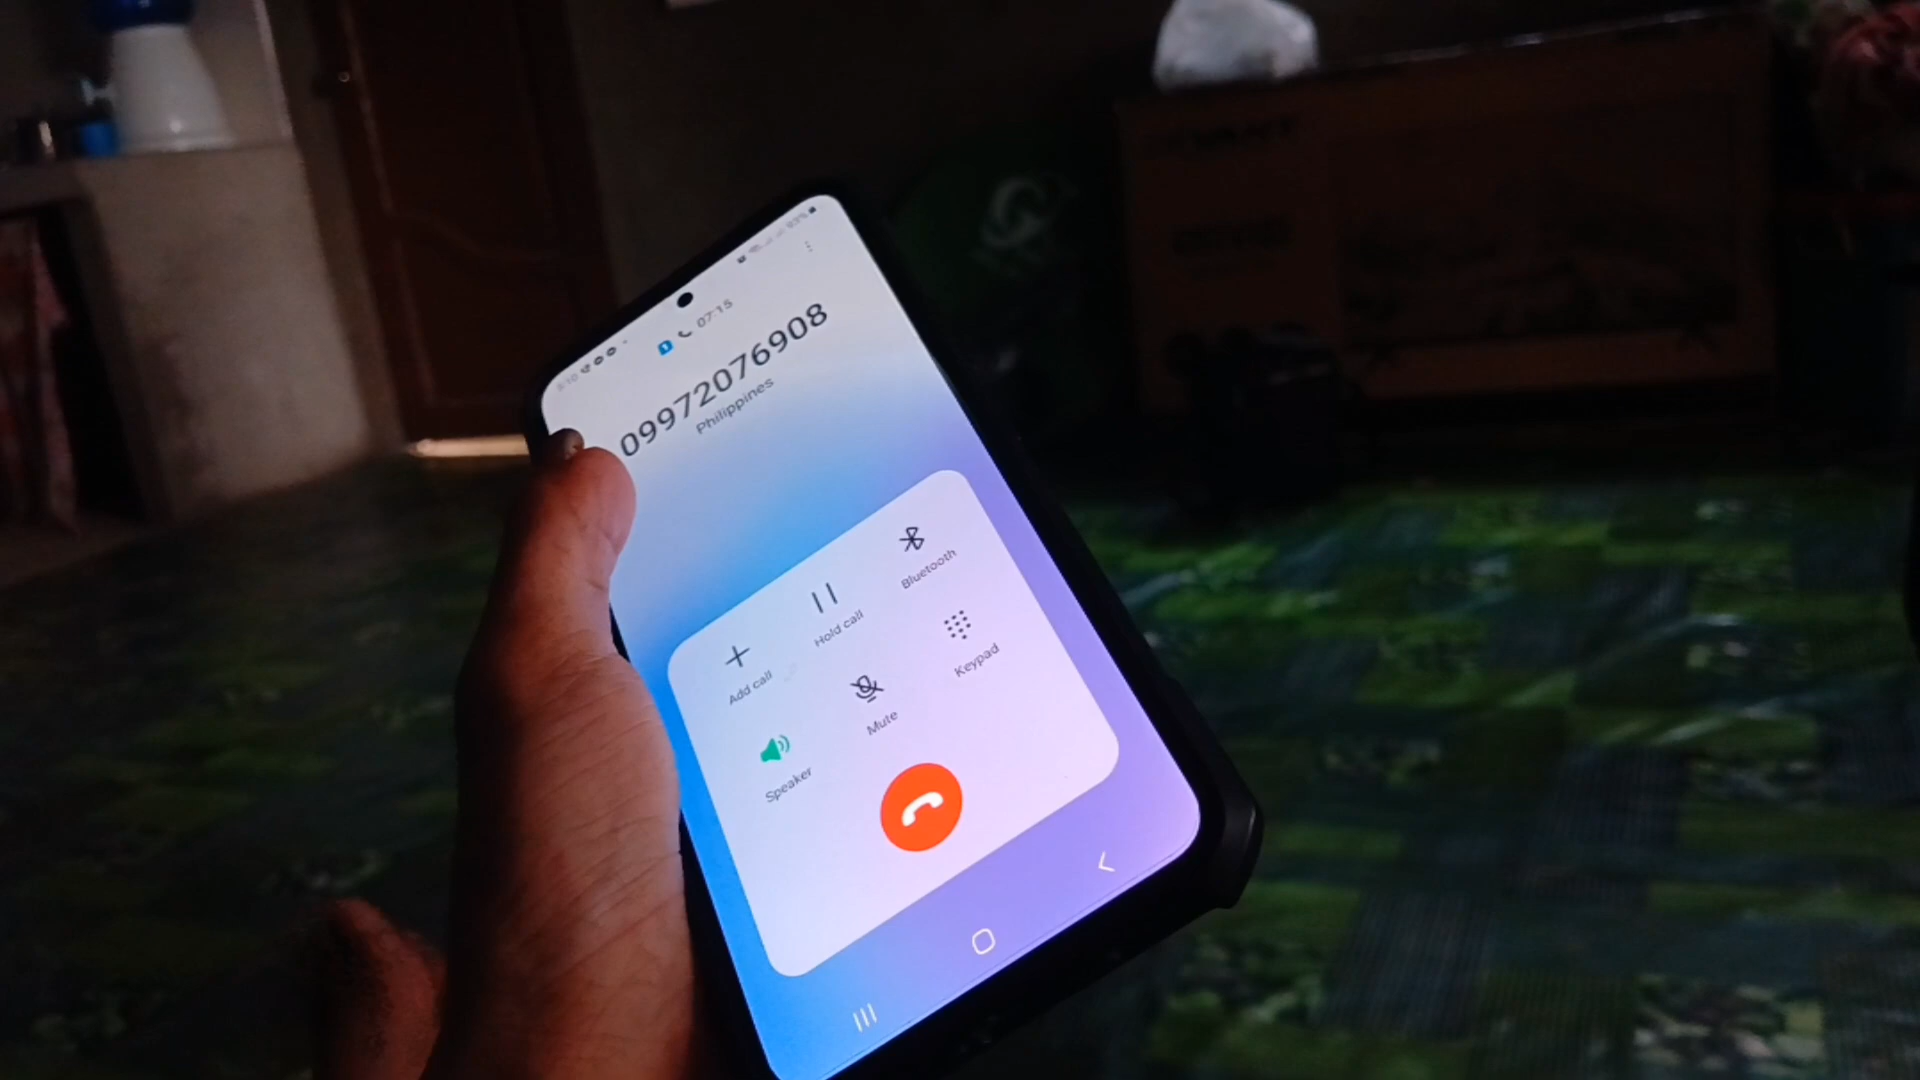 07:15
09972076908
Philippines
Add call
Hold call
Bluetooth
Speaker
Mute
Keypad